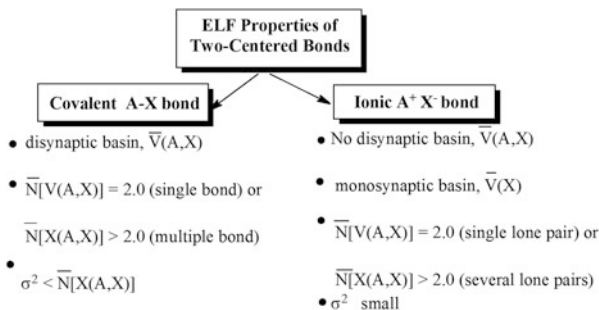 ELF Properties of
Two-Centered Bonds
Covalent A-X bond
• disynaptic basin, V̅(A,X)
• N̅[V(A,X)] = 2.0 (single bond) or
N̅[X(A,X)] > 2.0 (multiple bond)
• σ² < N̅[X(A,X)]
Ionic A⁺ X⁻ bond
• No disynaptic basin, V̅(A,X)
• monosynaptic basin, V̅(X)
• N̅[V(A,X)] = 2.0 (single lone pair) or
N̅[X(A,X)] > 2.0 (several lone pairs)
• σ² small